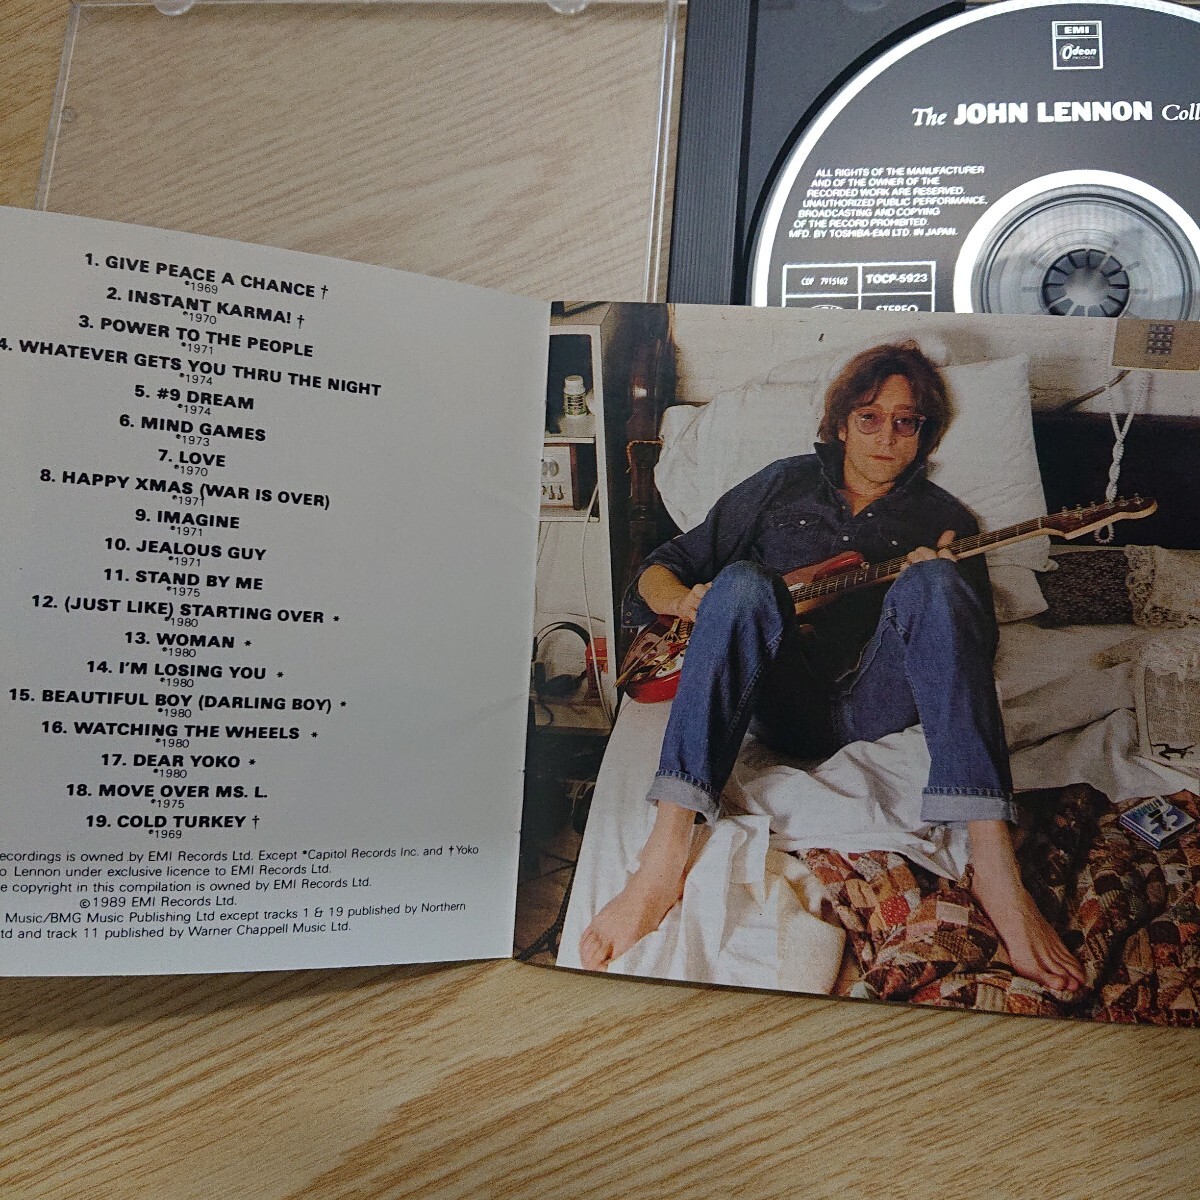 EMI
Odeon
The JOHN LENNON Coll
ALL RIGHTS OF THE MANUFACTURER
AND OF THE OWNER OF THE
RECORDED WORK ARE RESERVED.
UNAUTHORIZED PUBLIC PERFORMANCE,
BROADCASTING AND COPYING
OF THE RECORD PROHIBITED.
MFD. BY TOSHIBA-EMI LTD. IN JAPAN.
CDP 7915162 TOCP-5923
STEREO
1. GIVE PEACE A CHANCE †
℗1969
2. INSTANT KARMA! †
℗1970
3. POWER TO THE PEOPLE
℗1971
4. WHATEVER GETS YOU THRU THE NIGHT
℗1974
5. #9 DREAM
℗1974
6. MIND GAMES
℗1973
7. LOVE
℗1970
8. HAPPY XMAS (WAR IS OVER)
℗1971
9. IMAGINE
℗1971
10. JEALOUS GUY
℗1971
11. STAND BY ME
℗1975
12. (JUST LIKE) STARTING OVER *
℗1980
13. WOMAN *
℗1980
14. I'M LOSING YOU *
℗1980
15. BEAUTIFUL BOY (DARLING BOY) *
℗1980
16. WATCHING THE WHEELS *
℗1980
17. DEAR YOKO *
℗1980
18. MOVE OVER MS. L.
℗1975
19. COLD TURKEY †
℗1969
ecordings is owned by EMI Records Ltd. Except *Capitol Records Inc. and †Yoko
o Lennon under exclusive licence to EMI Records Ltd.
e copyright in this compilation is owned by EMI Records Ltd.
©1989 EMI Records Ltd.
Music/BMG Music Publishing Ltd except tracks 1 & 19 published by Northern
td and track 11 published by Warner Chappell Music Ltd.